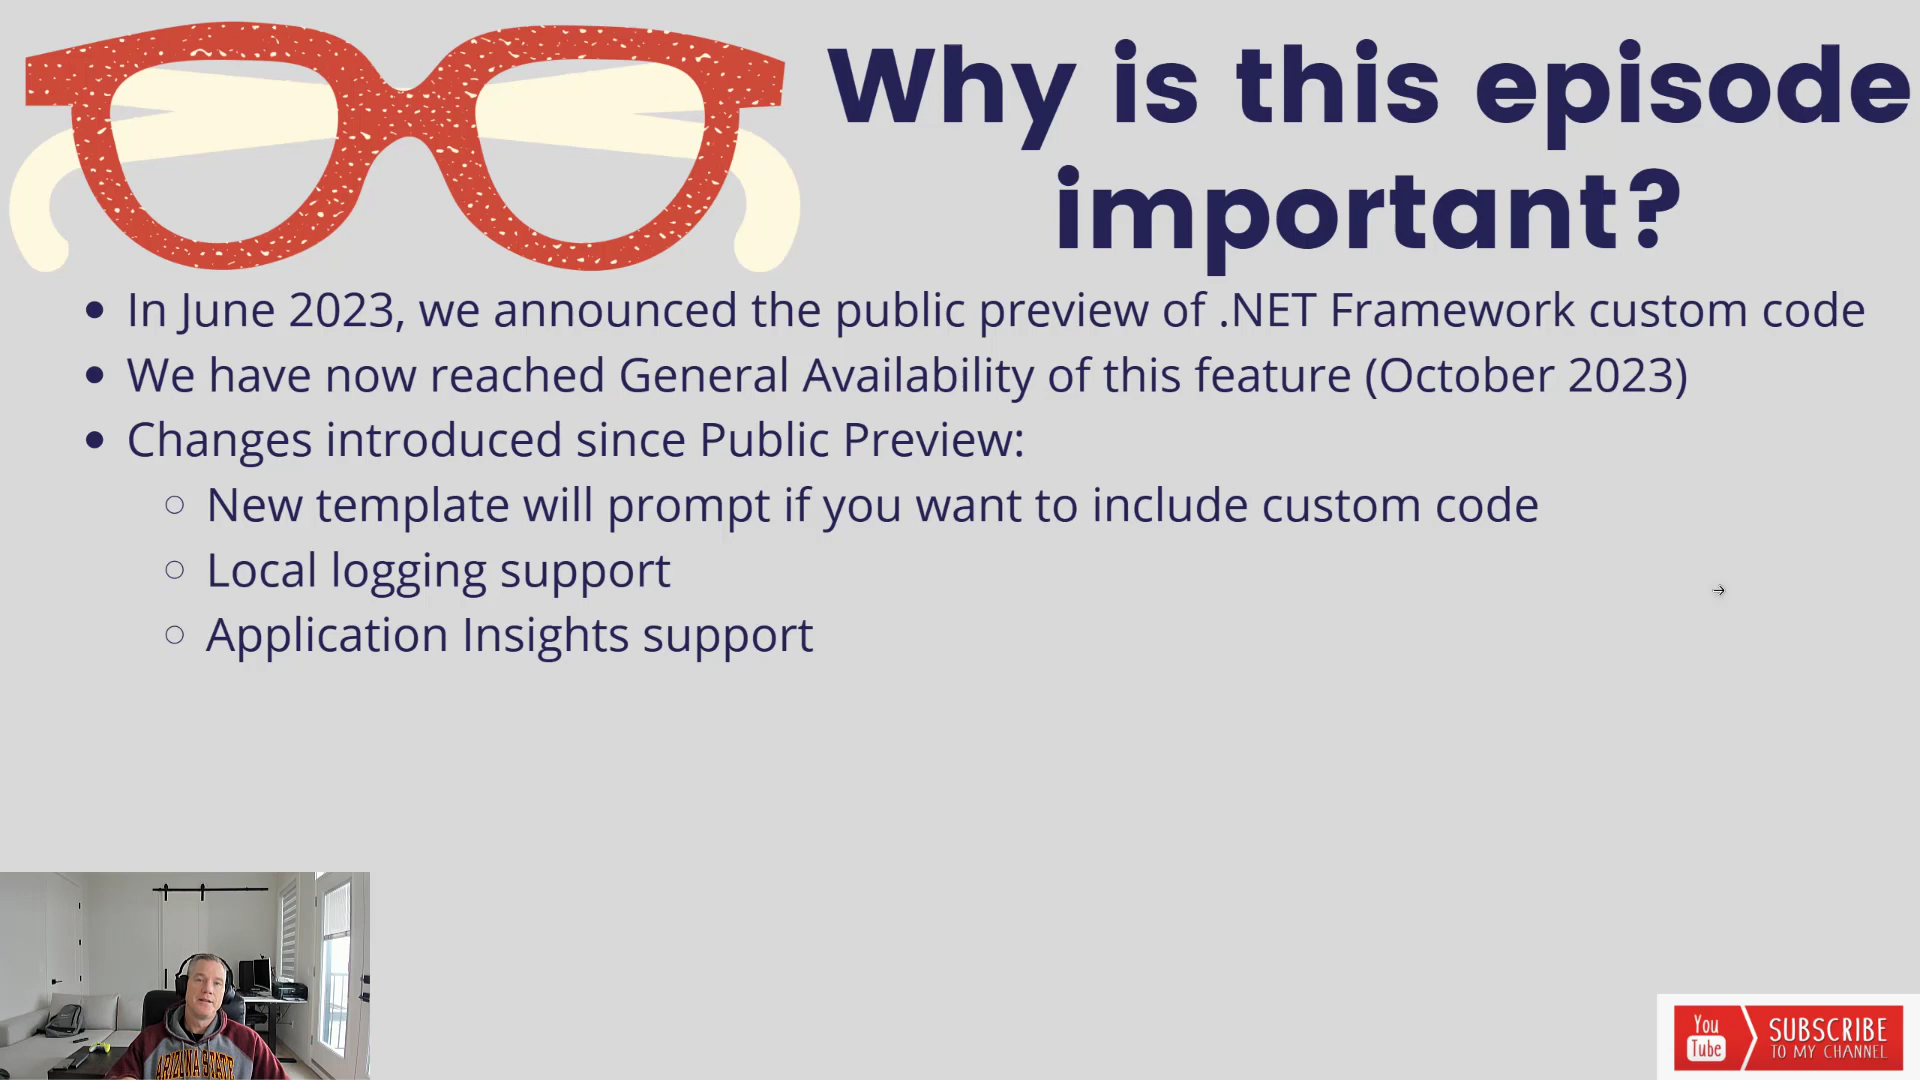 Why is this episode
important?
• In June 2023, we announced the public preview of .NET Framework custom code
• We have now reached General Availability of this feature (October 2023)
• Changes introduced since Public Preview:
○ New template will prompt if you want to include custom code
○ Local logging support
○ Application Insights support
ARIZONA STATE
You
Tube
SUBSCRIBE
TO MY CHANNEL